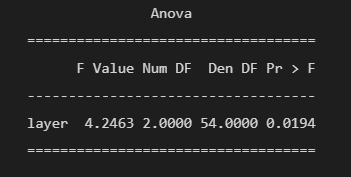 Anova
==================================
F Value Num DF Den DF Pr > F
----------------------------------
layer 4.2463 2.0000 54.0000 0.0194
==================================